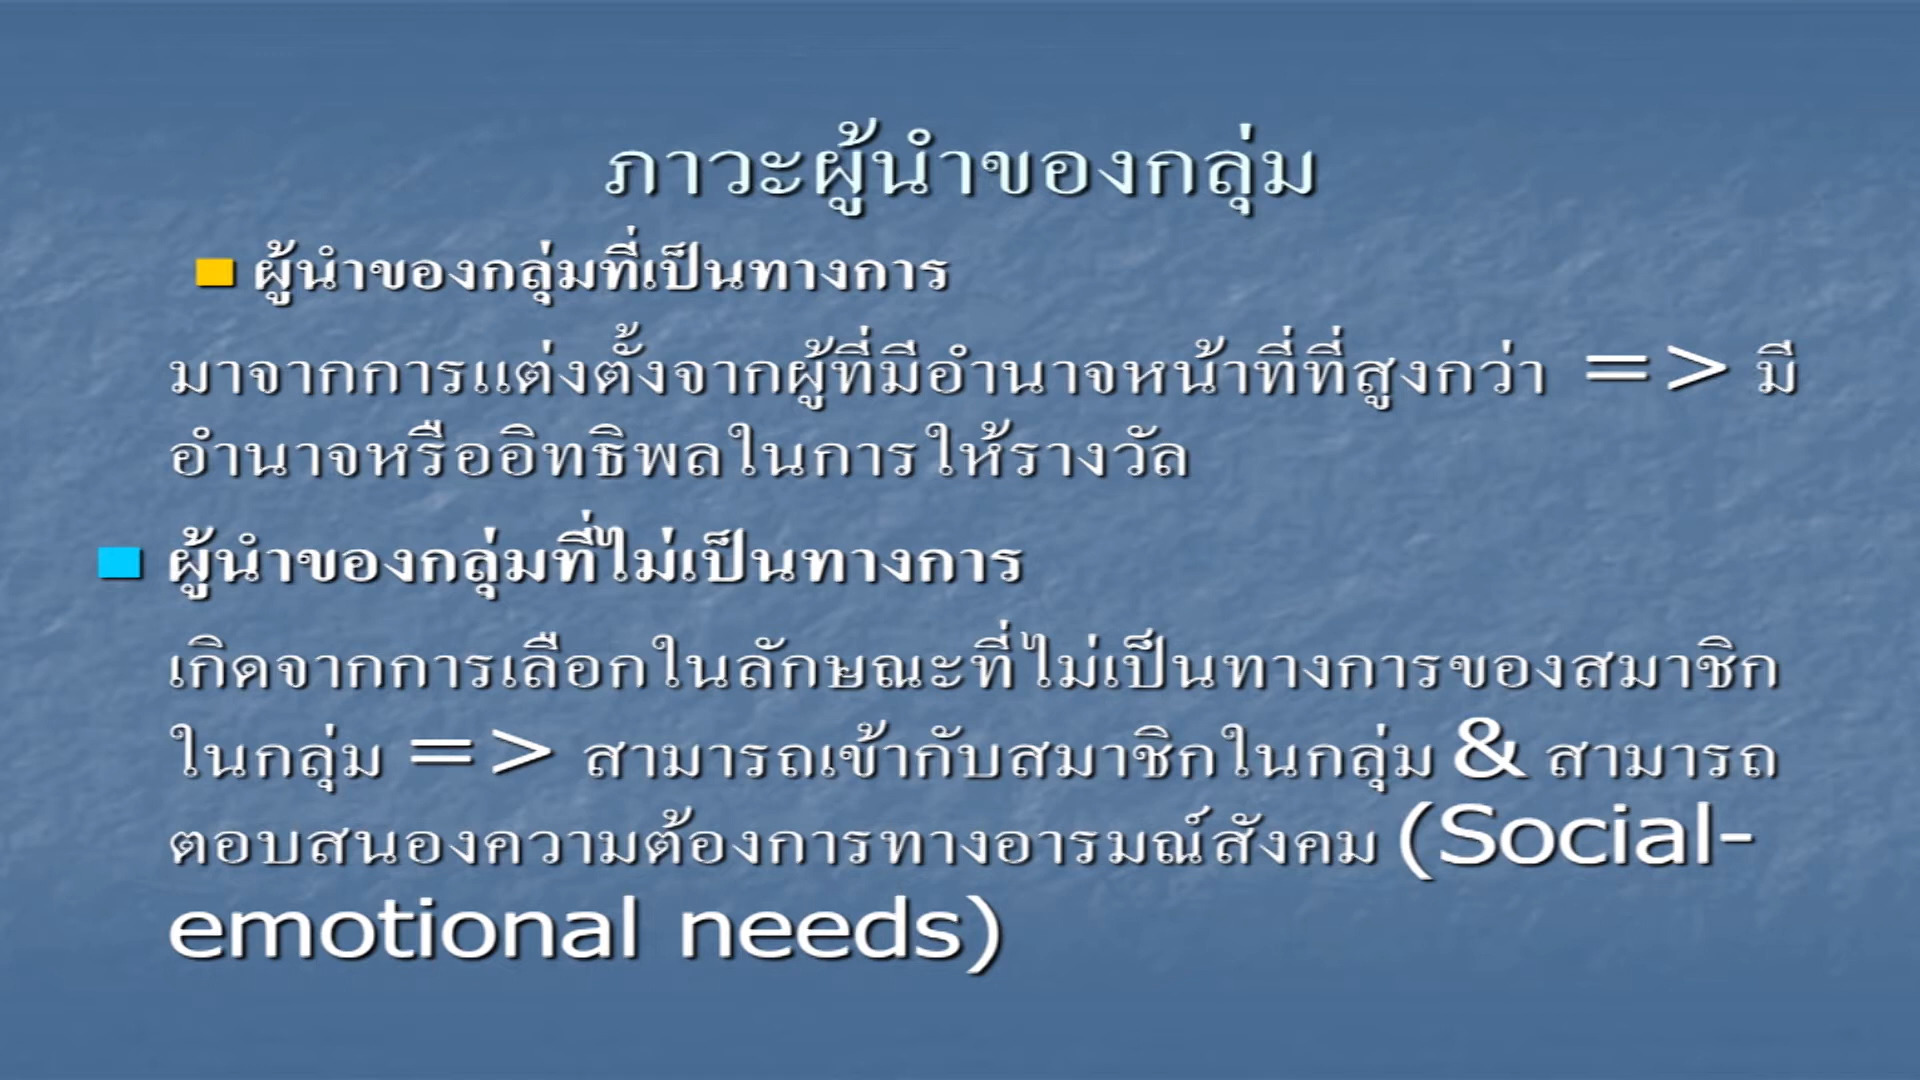 ภาวะผู้นำของกลุ่ม
ผู้นำของกลุ่มที่เป็นทางการ
มาจากการแต่งตั้งจากผู้ที่มีอำนาจหน้าที่ที่สูงกว่า => มี
อำนาจหรืออิทธิพลในการให้รางวัล
ผู้นำของกลุ่มที่ไม่เป็นทางการ
เกิดจากการเลือกในลักษณะที่ไม่เป็นทางการของสมาชิก
ในกลุ่ม => สามารถเข้ากับสมาชิกในกลุ่ม & สามารถ
ตอบสนองความต้องการทางอารมณ์สังคม (Social-
emotional needs)